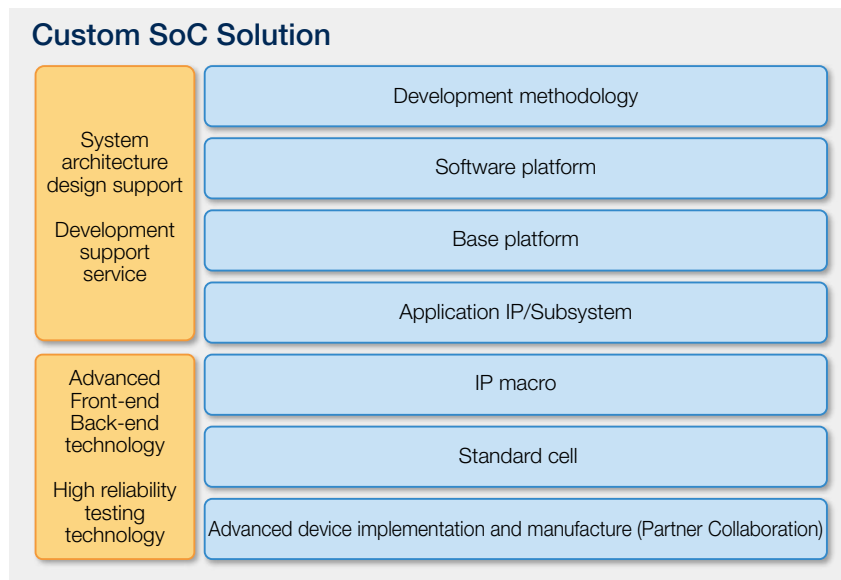 Custom SoC Solution
System
architecture
design support
Development
support
service
Development methodology
Software platform
Base platform
Application IP/Subsystem
Advanced
Front-end
Back-end
technology
High reliability
testing
technology
IP macro
Standard cell
Advanced device implementation and manufacture (Partner Collaboration)